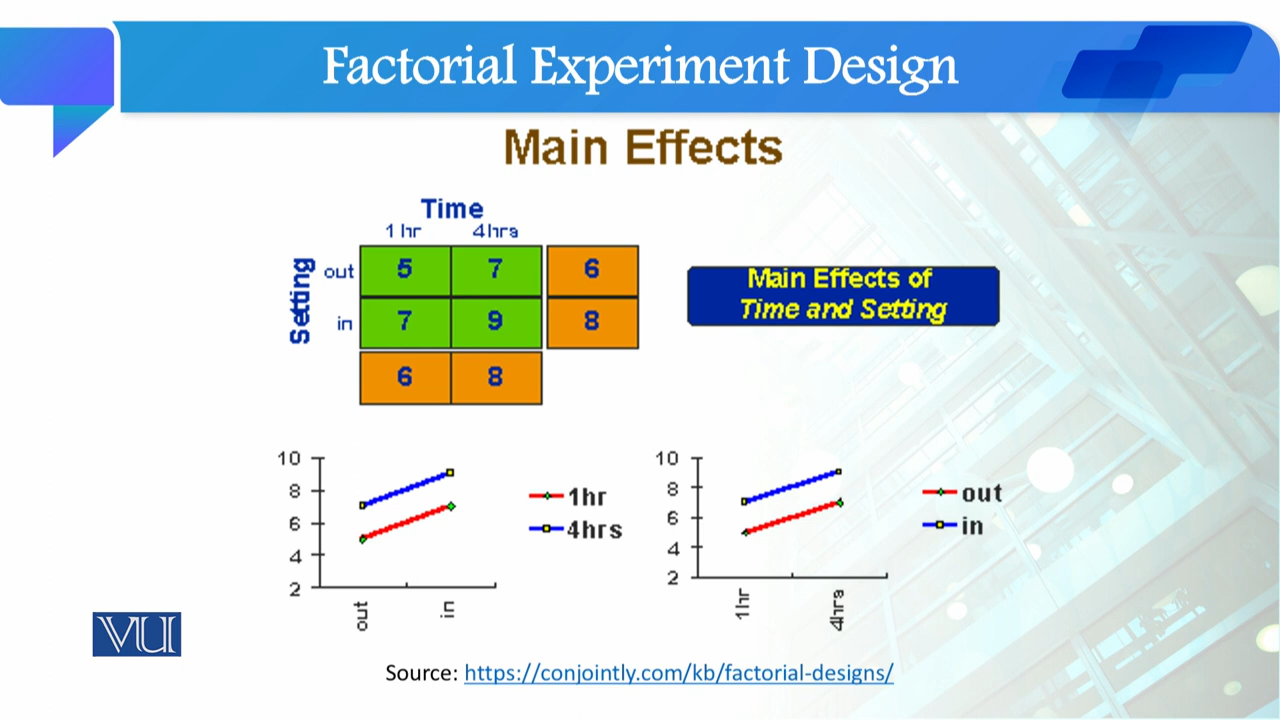 Factorial Experiment Design
Main Effects
Time
1 hr 4hrs
Setting
out 5 7 6
in 7 9 8
6 8
Main Effects of
Time and Setting
10
8
6
4
2
out in
1hr
4hrs
10
8
6
4
2
1hr 4hrs
out
in
VU
Source: https://conjointly.com/kb/factorial-designs/